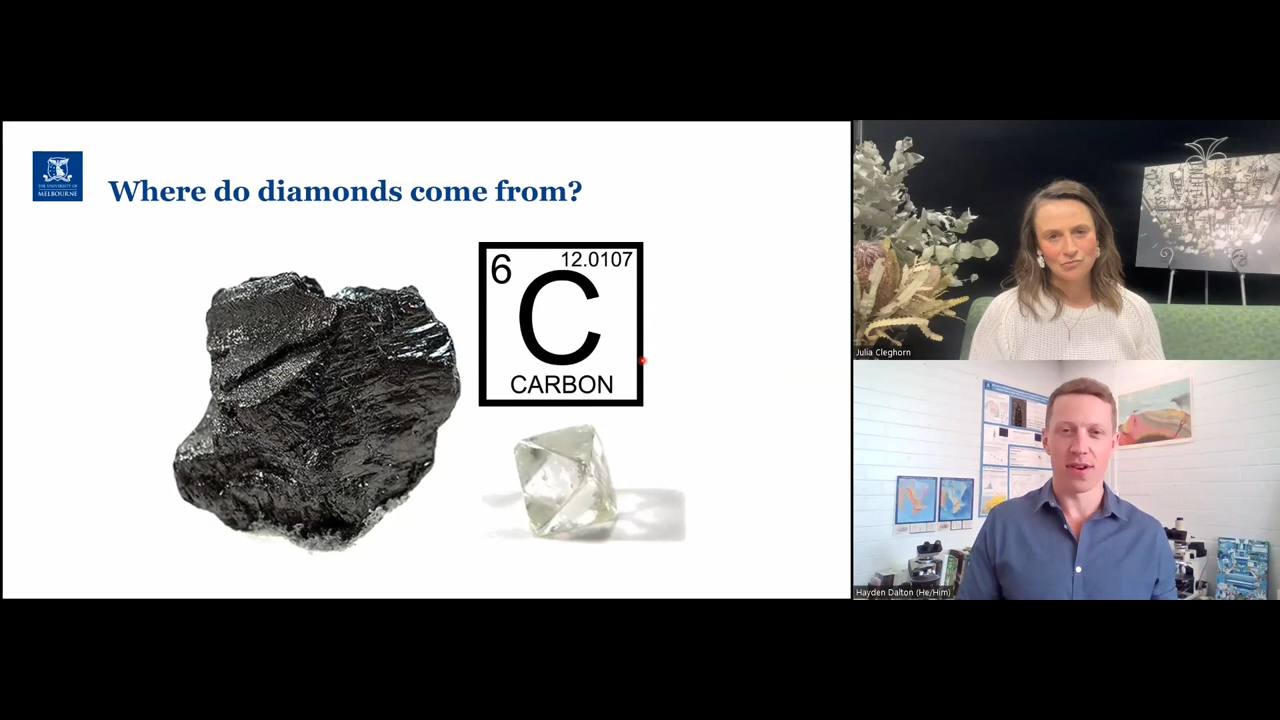 THE UNIVERSITY OF
MELBOURNE
Where do diamonds come from?
6
12.0107
C
CARBON
Julia Cleghorn
Hayden Dalton (He/Him)